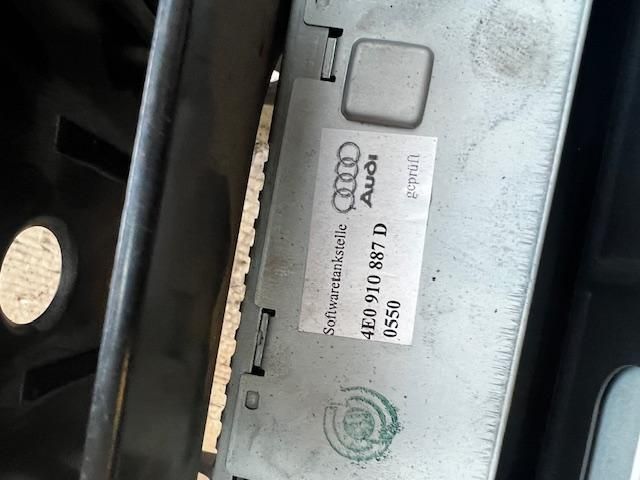 Audi
geprüft
Softwaretankstelle
4E0 910 887 D
0550